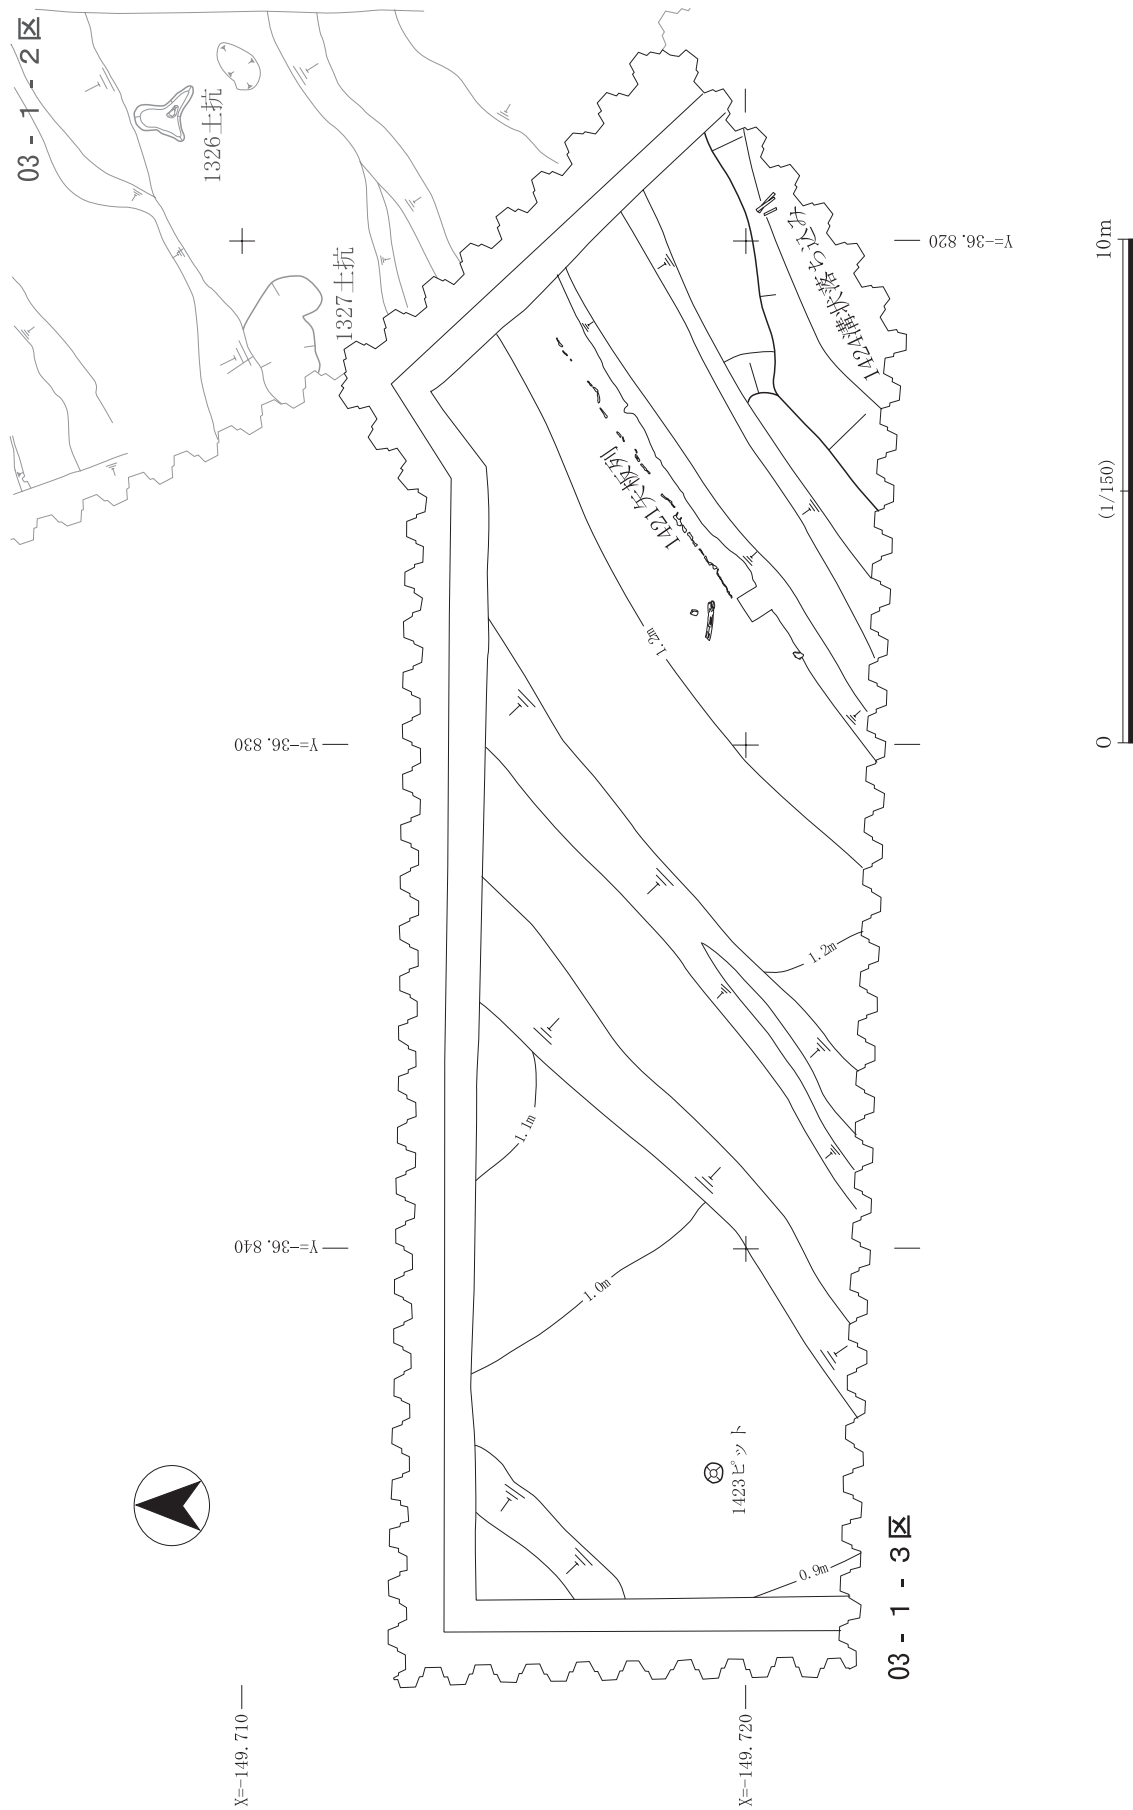 03 - 1 - 2 区
1326土坑
1327土坑
1424溝状落ち込み
1421矢板列
Y=-36.820
Y=-36.830
Y=-36.840
1.2m
1.2m
1.1m
1.0m
0.9m
1423ピット
03 - 1 - 3 区
X=-149.710
X=-149.720
0
(1/150)
10m